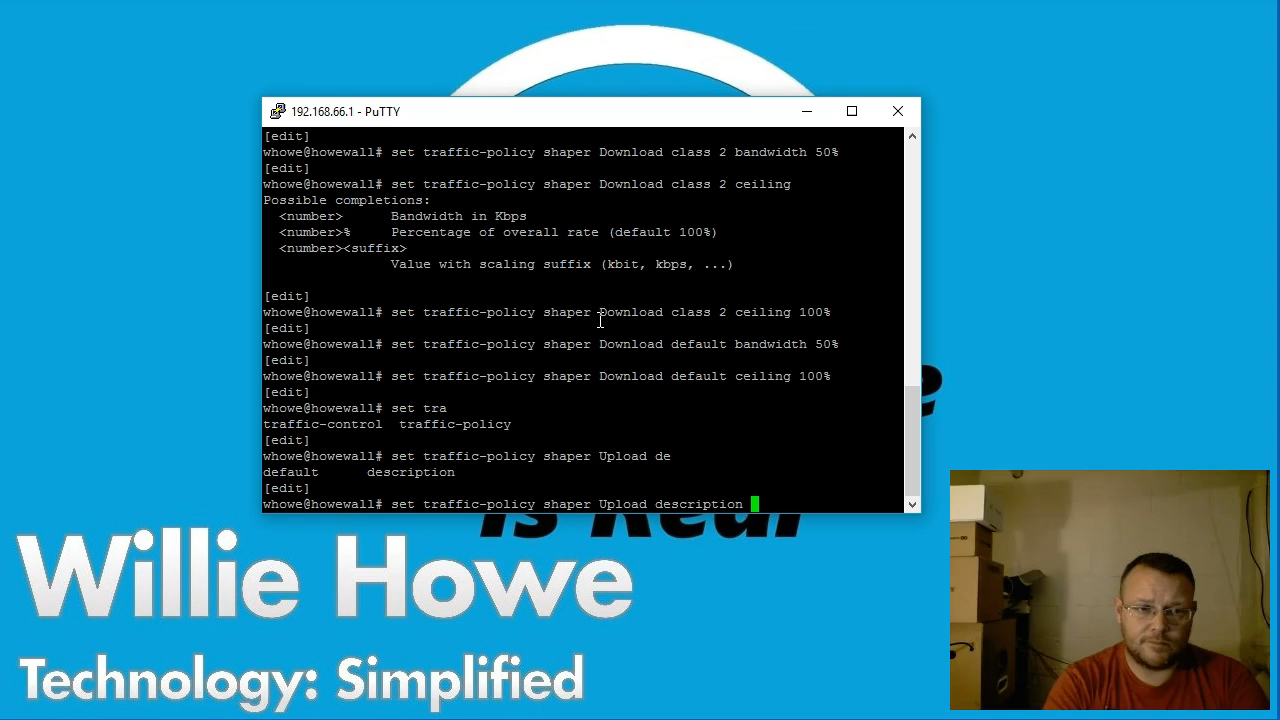 192.168.66.1 - PuTTY
[edit]
whowe@howewall# set traffic-policy shaper Download class 2 bandwidth 50%
[edit]
whowe@howewall# set traffic-policy shaper Download class 2 ceiling
Possible completions:
<number> Bandwidth in Kbps
<number>% Percentage of overall rate (default 100%)
<number><suffix>
Value with scaling suffix (kbit, kbps, ...)
[edit]
whowe@howewall# set traffic-policy shaper Download class 2 ceiling 100%
[edit]
whowe@howewall# set traffic-policy shaper Download default bandwidth 50%
[edit]
whowe@howewall# set traffic-policy shaper Download default ceiling 100%
[edit]
whowe@howewall# set tra
traffic-control traffic-policy
[edit]
whowe@howewall# set traffic-policy shaper Upload de
default description
[edit]
whowe@howewall# set traffic-policy shaper Upload description
is Real
Willie Howe
Technology: Simplified